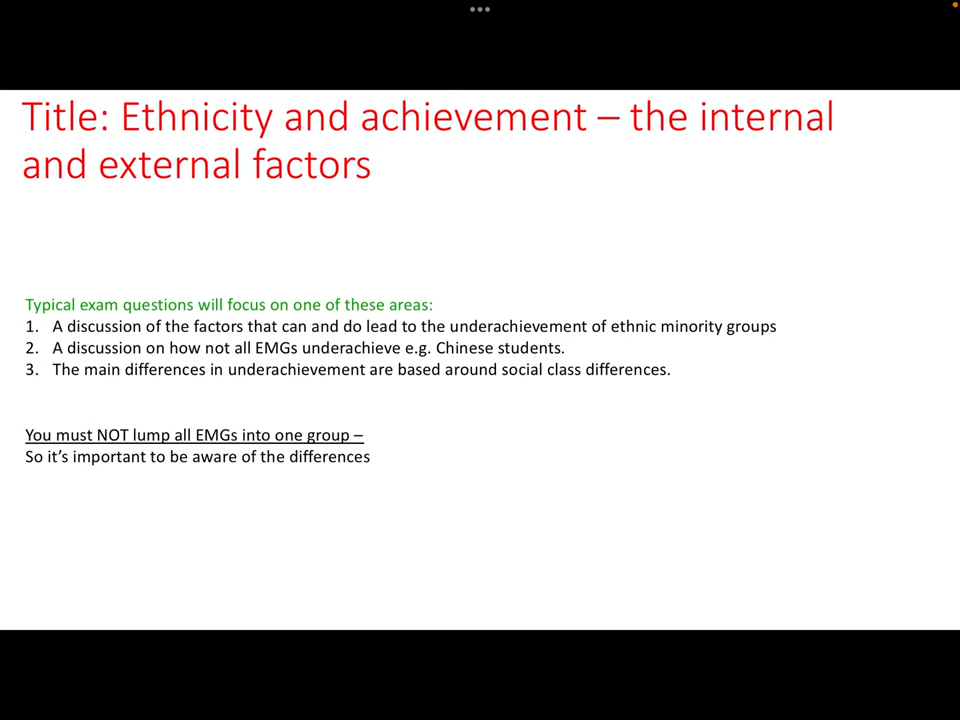 Title: Ethnicity and achievement – the internal
and external factors
Typical exam questions will focus on one of these areas:
1. A discussion of the factors that can and do lead to the underachievement of ethnic minority groups
2. A discussion on how not all EMGs underachieve e.g. Chinese students.
3. The main differences in underachievement are based around social class differences.
You must NOT lump all EMGs into one group –
So it’s important to be aware of the differences